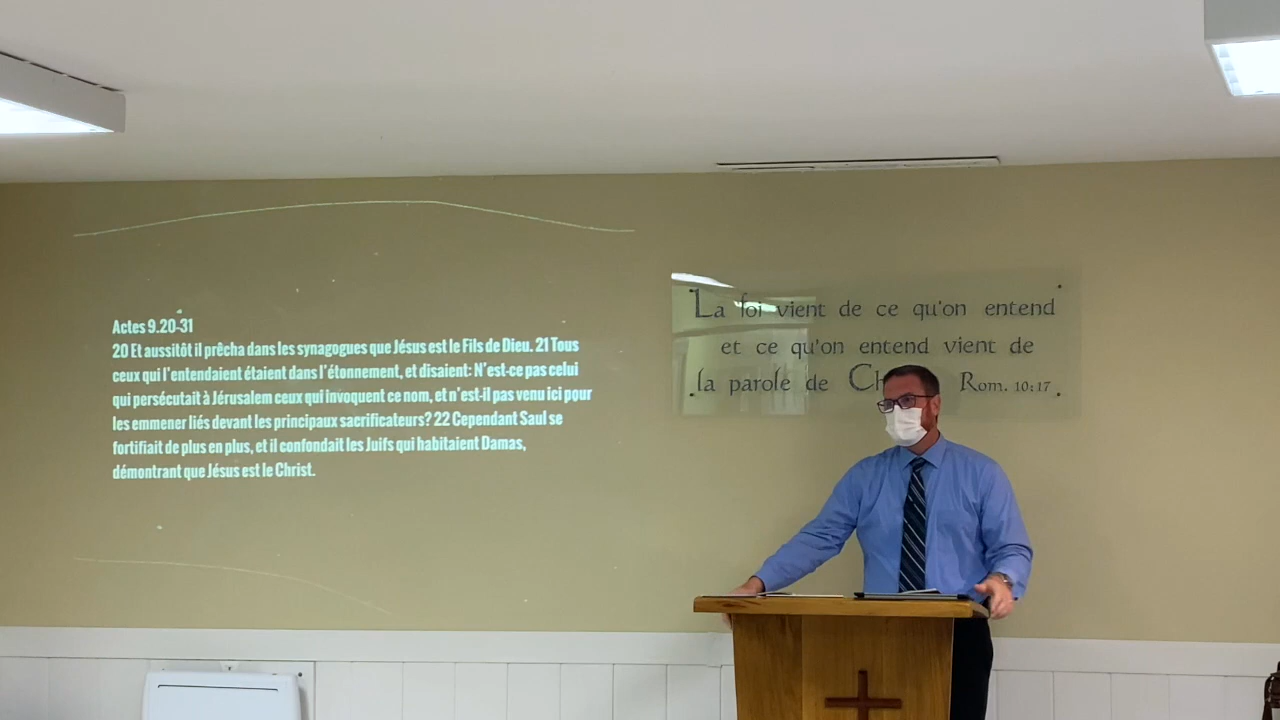 Actes 9.20-31
20 Et aussitôt il prêcha dans les synagogues que Jésus est le Fils de Dieu. 21 Tous
ceux qui l'entendaient étaient dans l'étonnement, et disaient: N'est-ce pas celui
qui persécutait à Jérusalem ceux qui invoquent ce nom, et n'est-il pas venu ici pour
les emmener liés devant les principaux sacrificateurs? 22 Cependant Saul se
fortifiait de plus en plus, et il confondait les Juifs qui habitaient Damas,
démontrant que Jésus est le Christ.
La foi vient de ce qu'on entend
et ce qu'on entend vient de
la parole de Rom. 10:17